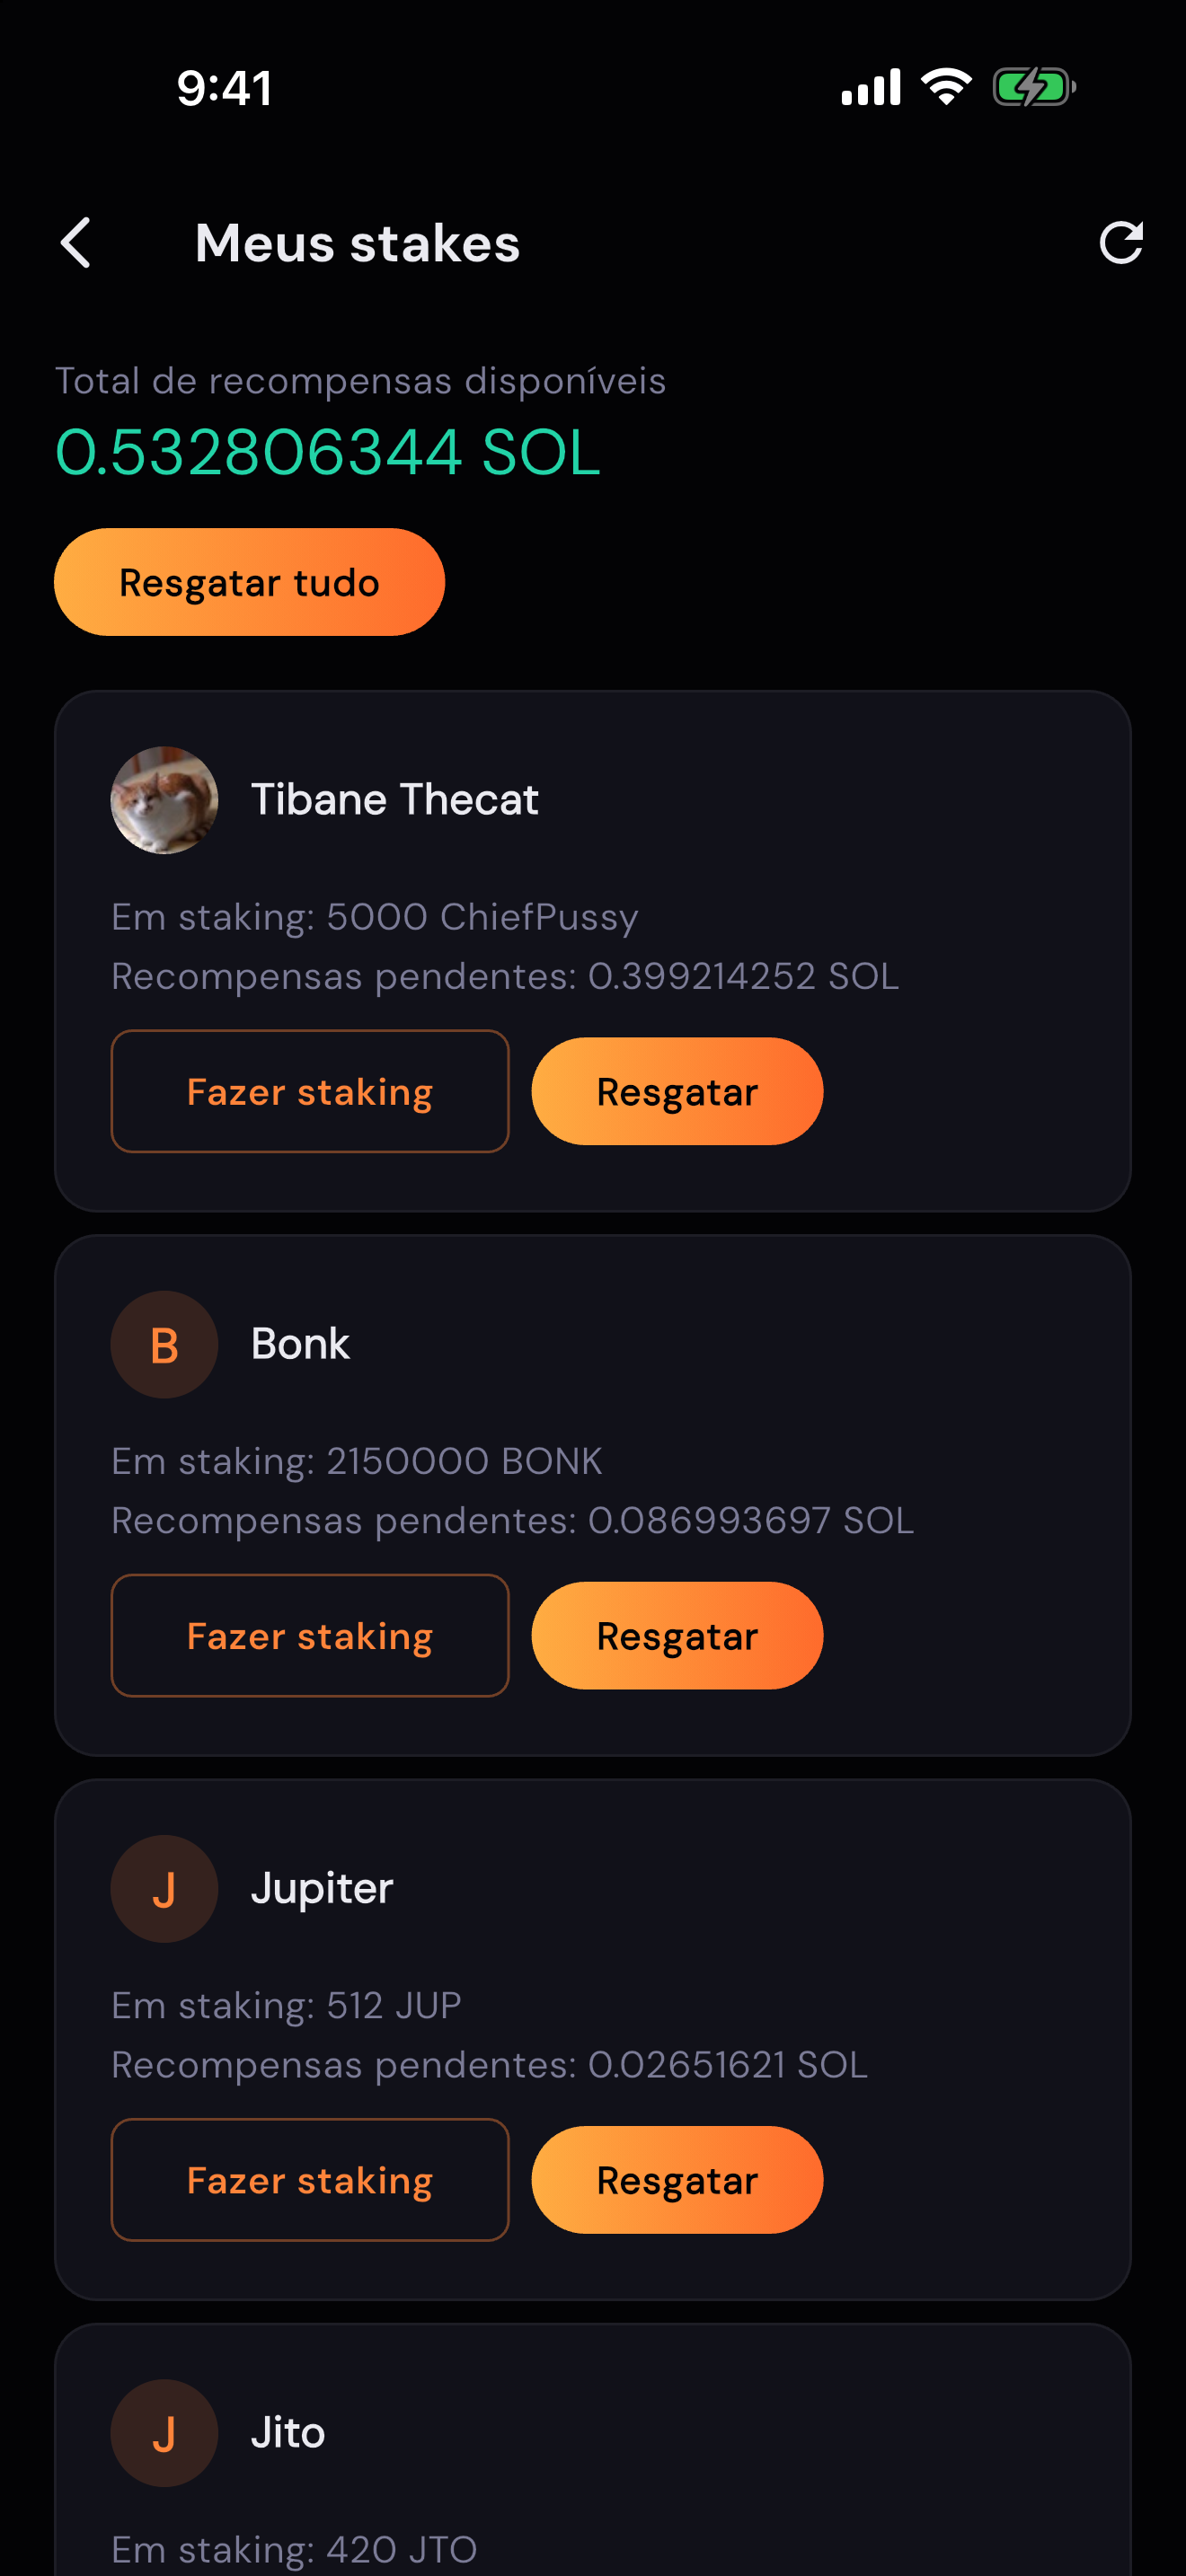 9:41
Meus stakes
Total de recompensas disponíveis
0.532806344 SOL
Resgatar tudo
Tibane Thecat
Em staking: 5000 ChiefPussy
Recompensas pendentes: 0.399214252 SOL
Fazer staking
Resgatar
B
Bonk
Em staking: 2150000 BONK
Recompensas pendentes: 0.086993697 SOL
Fazer staking
Resgatar
J
Jupiter
Em staking: 512 JUP
Recompensas pendentes: 0.02651621 SOL
Fazer staking
Resgatar
J
Jito
Em staking: 420 JTO